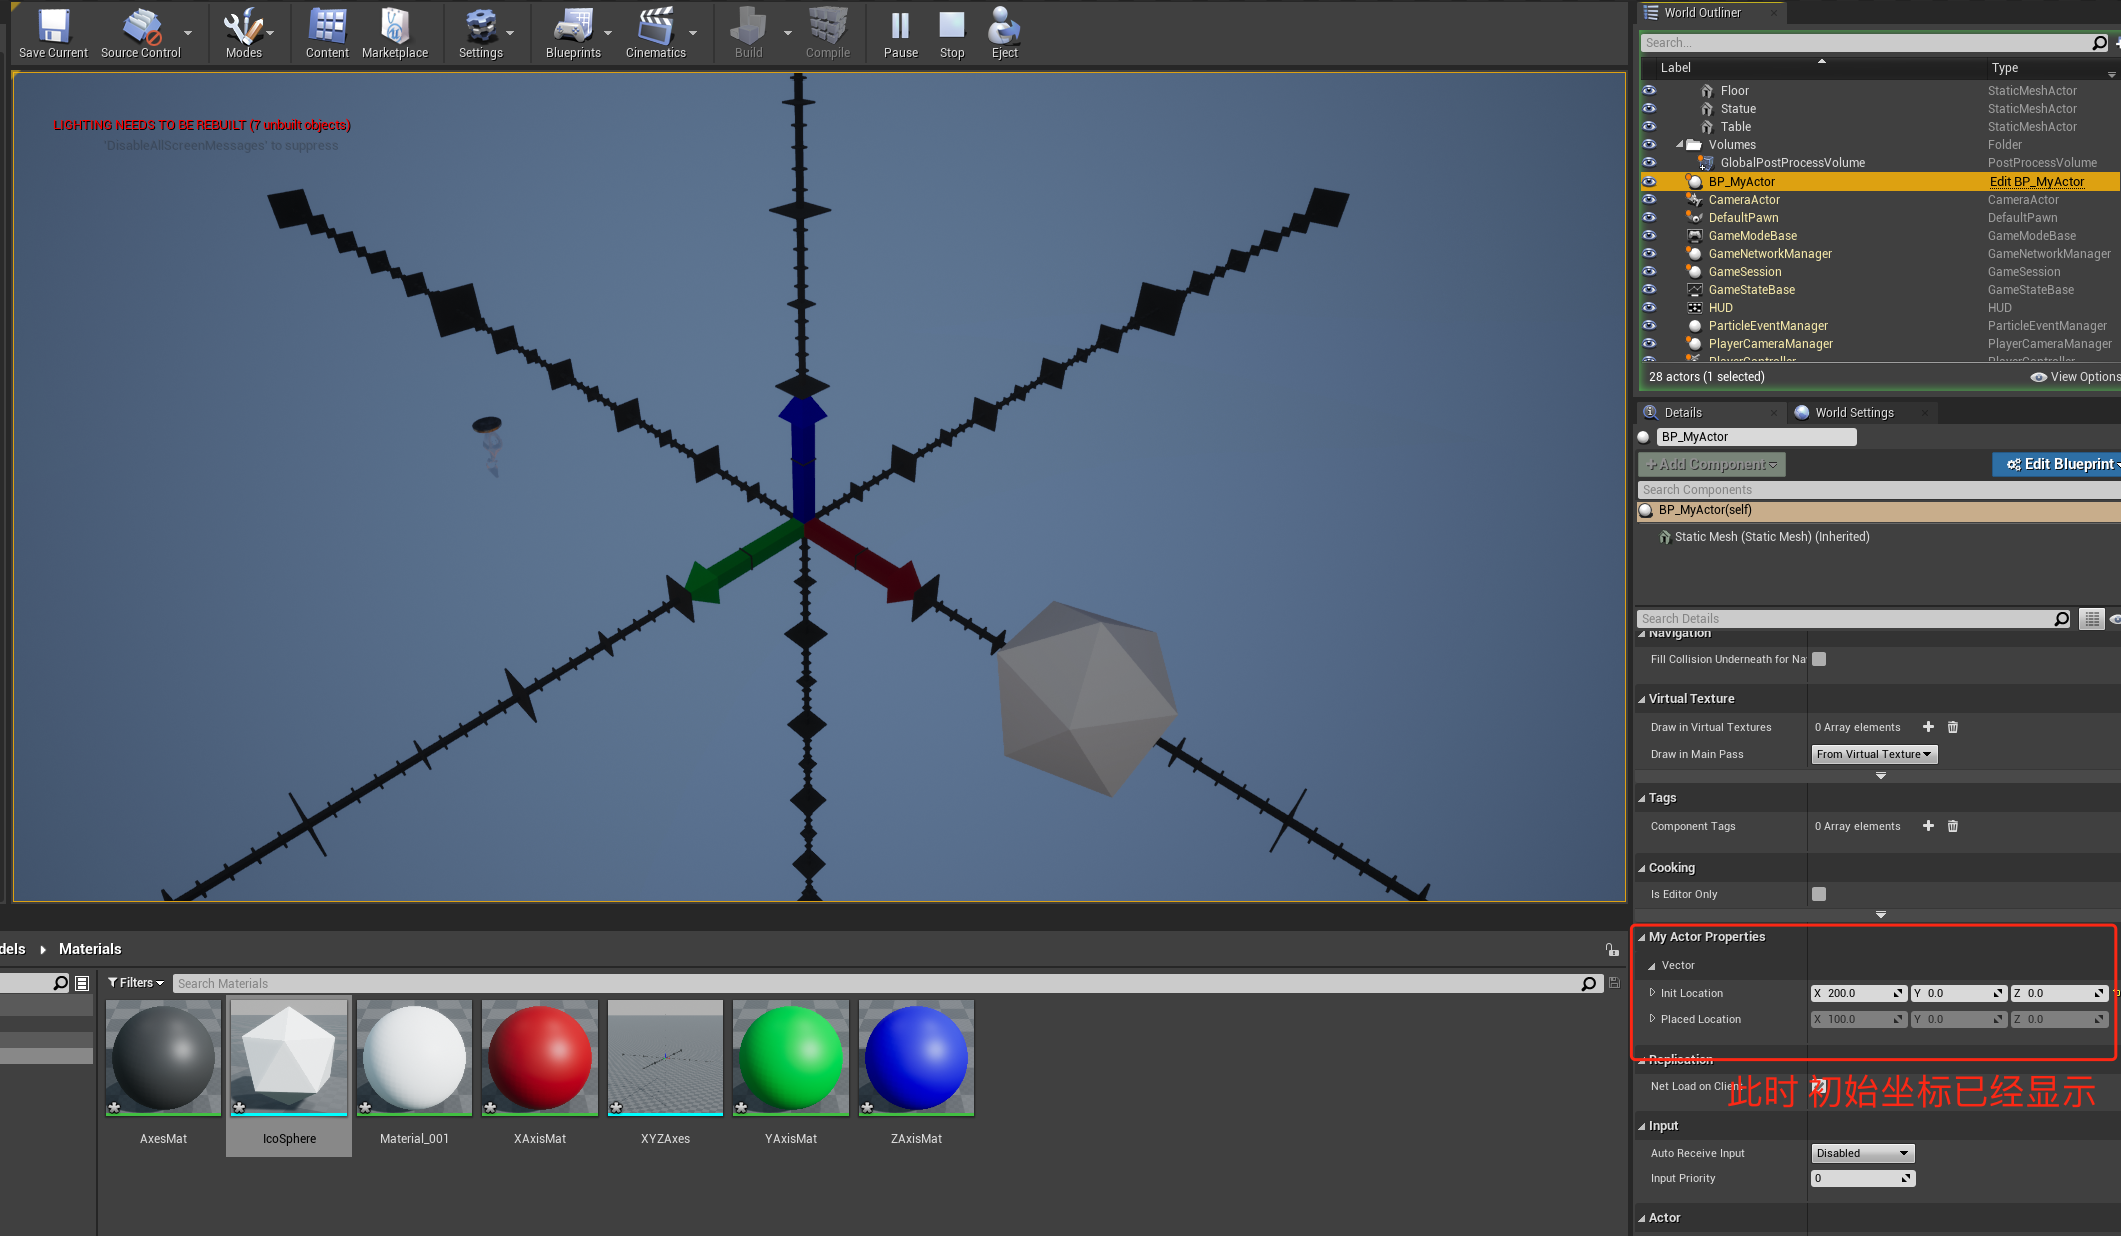 Save Current
Source Control
Modes
Content
Marketplace
Settings
Blueprints
Cinematics
Build
Compile
Pause
Stop
Eject
LIGHTING NEEDS TO BE REBUILT (7 unbuilt objects)
'DisableAllScreenMessages' to suppress
World Outliner
Search...
Label Type
Floor StaticMeshActor
Statue StaticMeshActor
Table StaticMeshActor
Volumes Folder
GlobalPostProcessVolume PostProcessVolume
BP_MyActor Edit BP_MyActor
CameraActor CameraActor
DefaultPawn DefaultPawn
GameModeBase GameModeBase
GameNetworkManager GameNetworkManager
GameSession GameSession
GameStateBase GameStateBase
HUD HUD
ParticleEventManager ParticleEventManager
PlayerCameraManager PlayerCameraManager
PlayerController PlayerController
28 actors (1 selected) View Options
Details World Settings
BP_MyActor
+Add Component Edit Blueprint
Search Components
BP_MyActor(self)
Static Mesh (Static Mesh) (Inherited)
Search Details
Navigation
Fill Collision Underneath for Na
Virtual Texture
Draw in Virtual Textures 0 Array elements
Draw in Main Pass From Virtual Texture
Tags
Component Tags 0 Array elements
Cooking
Is Editor Only
My Actor Properties
Vector
Init Location X 200.0 Y 0.0 Z 0.0
Placed Location X 100.0 Y 0.0 Z 0.0
Replication
Net Load on Clien
此时 初始坐标已经显示
Input
Auto Receive Input Disabled
Input Priority 0
Actor
dels Materials
Filters Search Materials
AxesMat
IcoSphere
Material_001
XAxisMat
XYZAxes
YAxisMat
ZAxisMat